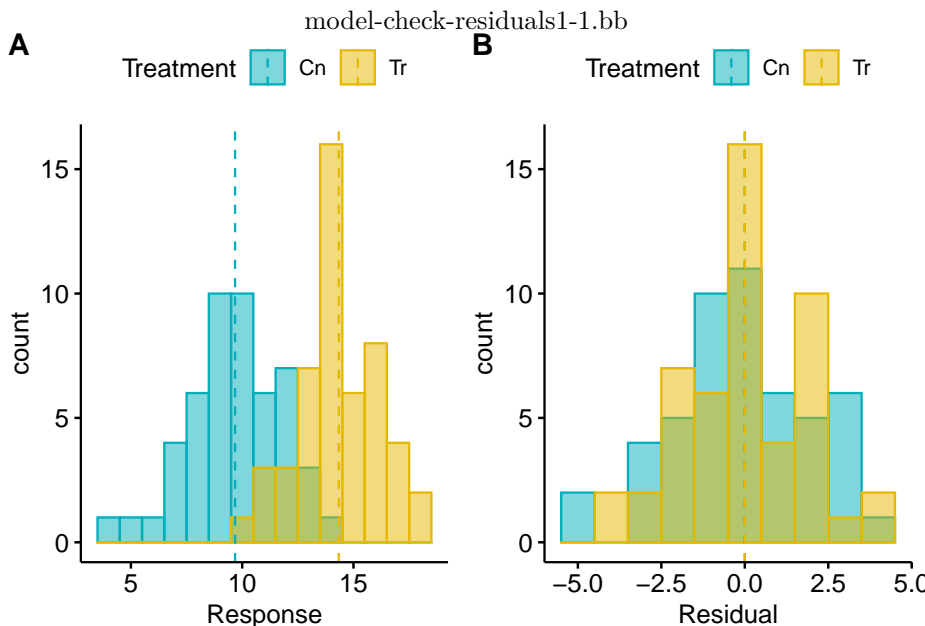 model-check-residuals1-1.bb
A
Treatment Cn Tr
count
15
10
5
0
5 10 15
Response
B
Treatment Cn Tr
count
15
10
5
0
−5.0 −2.5 0.0 2.5 5.0
Residual